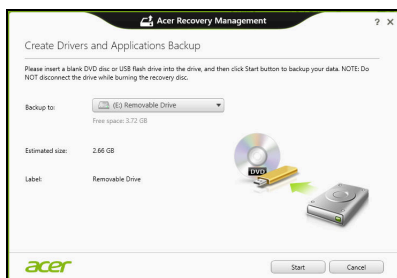 Acer Recovery Management
? X
Create Drivers and Applications Backup
Please insert a blank DVD disc or USB flash drive into the drive, and then click Start button to backup your data. NOTE: Do
NOT disconnect the drive while burning the recovery disc.
Backup to: (E:) Removable Drive
Free space: 3.72 GB
Estimated size: 2.66 GB
DVD
Label: Removable Drive
acer Start Cancel